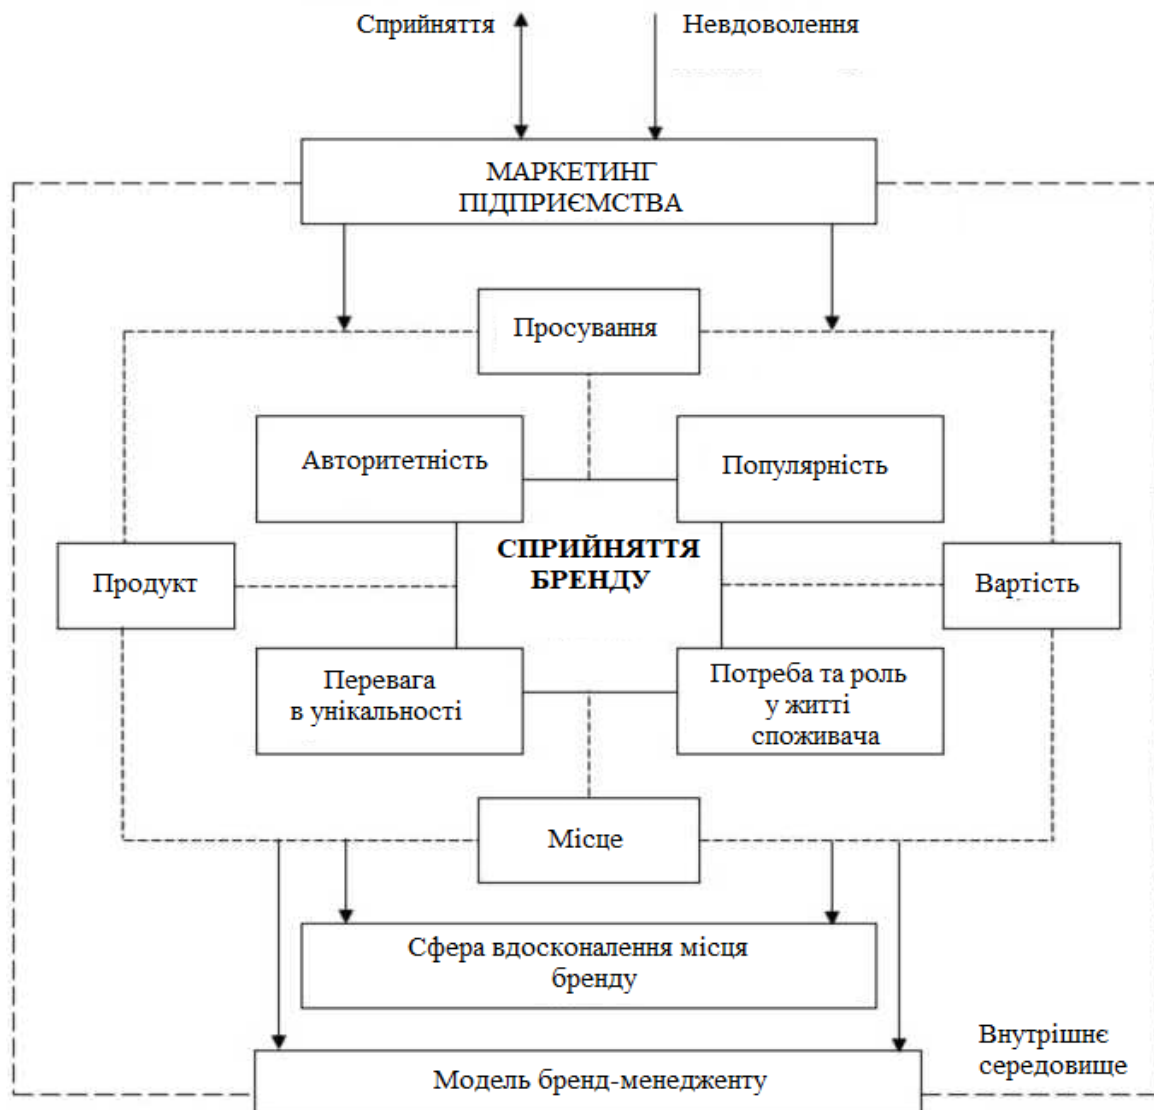 Сприйняття
Невдоволення
МАРКЕТИНГ
ПІДПРИЄМСТВА
Просування
Авторитетність
Популярність
СПРИЙНЯТТЯ
БРЕНДУ
Продукт
Вартість
Перевага
в унікальності
Потреба та роль
у житті
споживача
Місце
Сфера вдосконалення місця
бренду
Внутрішнє
середовище
Модель бренд-менедженту